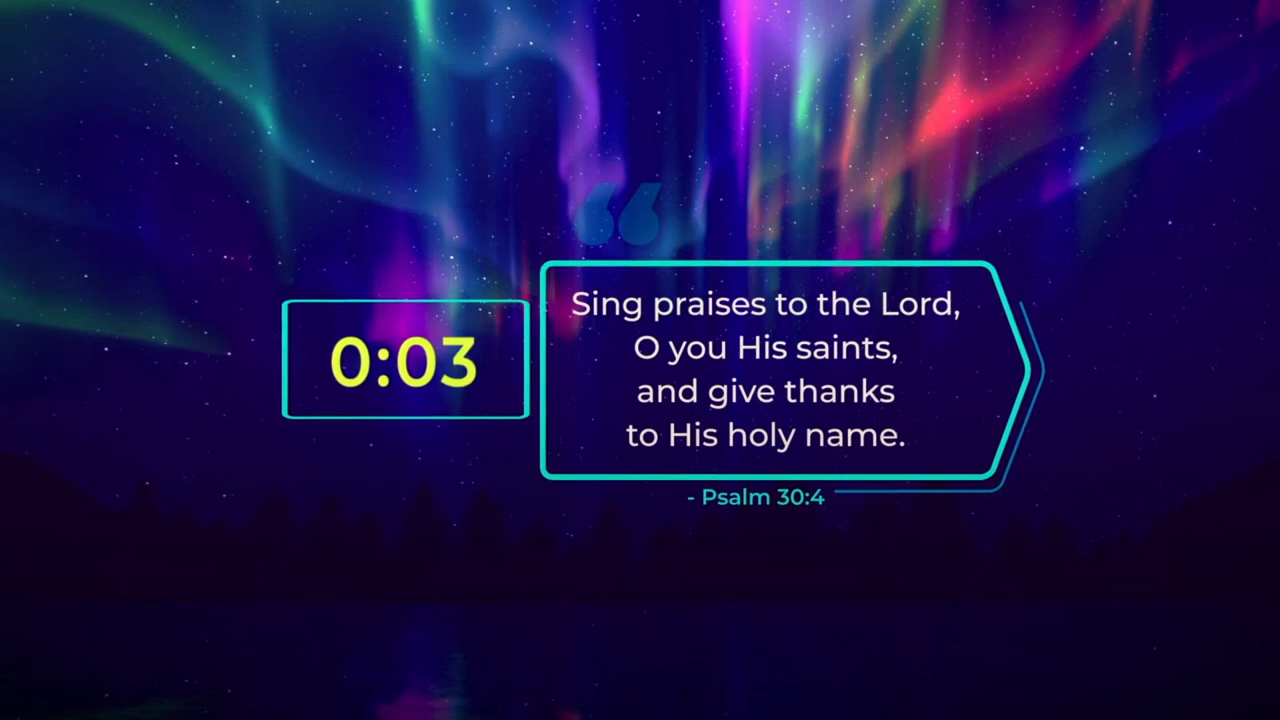 0:03
“
Sing praises to the Lord,
O you His saints,
and give thanks
to His holy name.
- Psalm 30:4